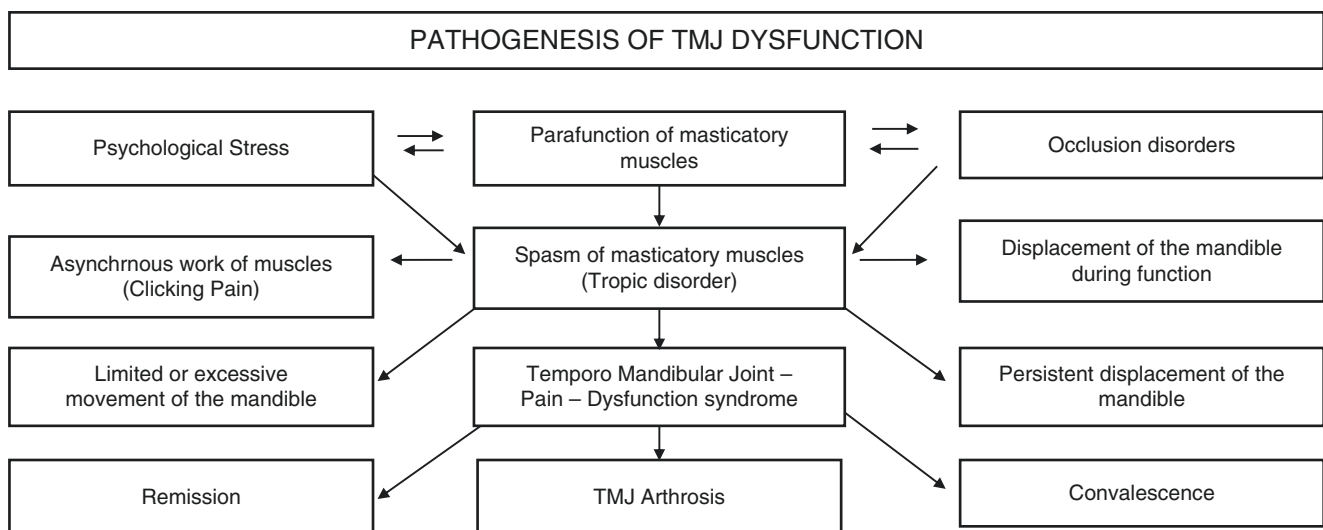 PATHOGENESIS OF TMJ DYSFUNCTION
Psychological Stress
Parafunction of masticatory
muscles
Occlusion disorders
Asynchrnous work of muscles
(Clicking Pain)
Spasm of masticatory muscles
(Tropic disorder)
Displacement of the mandible
during function
Limited or excessive
movement of the mandible
Temporo Mandibular Joint –
Pain – Dysfunction syndrome
Persistent displacement of the
mandible
Remission
TMJ Arthrosis
Convalescence